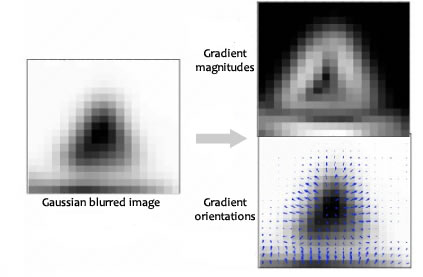 Gradient
magnitudes
Gaussian blurred image
Gradient
orientations